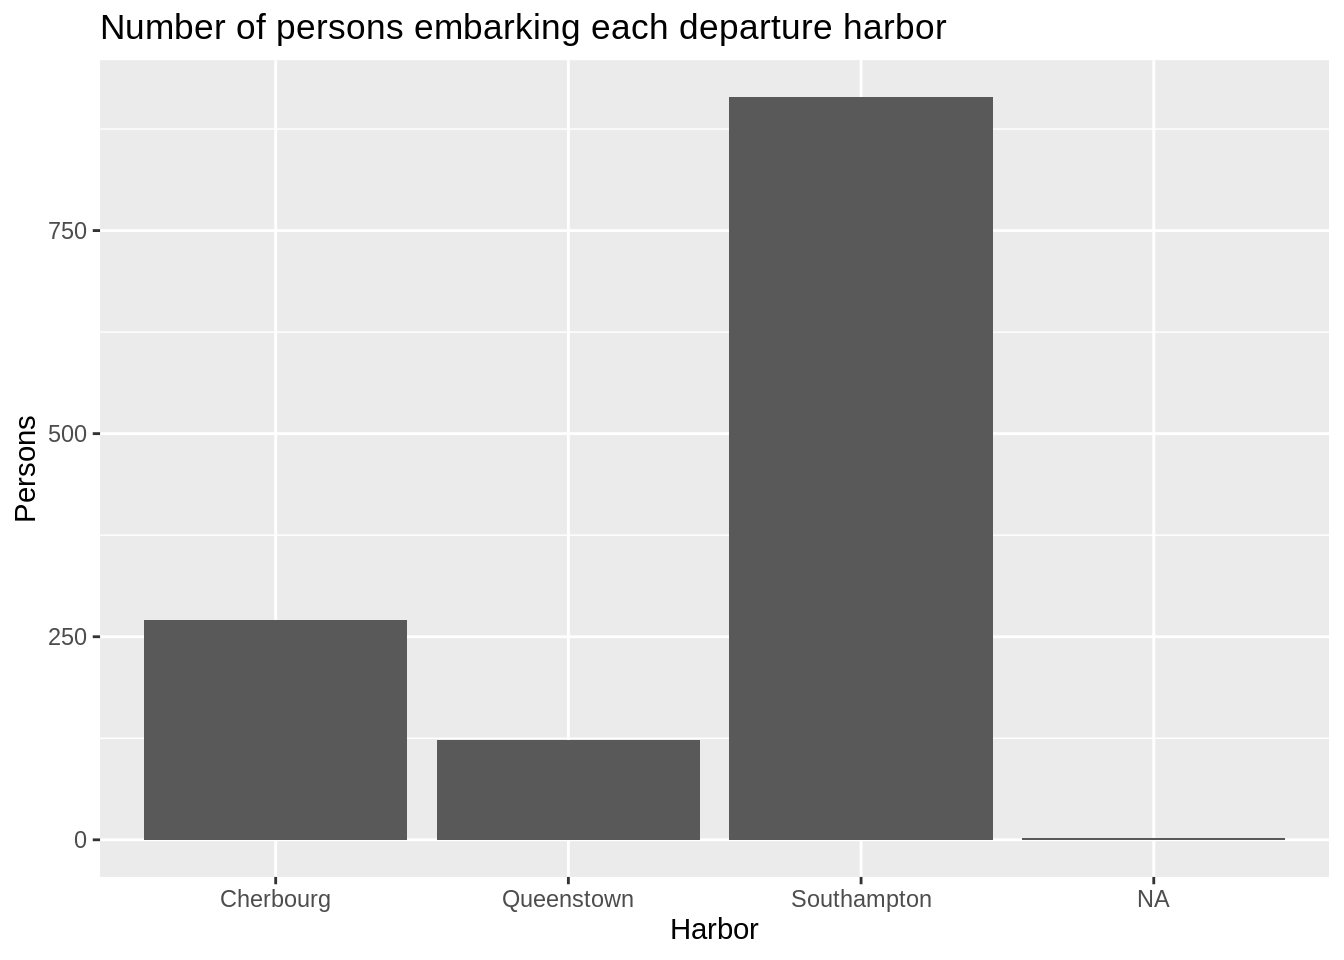 Number of persons embarking each departure harbor
Persons
750
500
250
0
Cherbourg Queenstown Southampton NA
Harbor